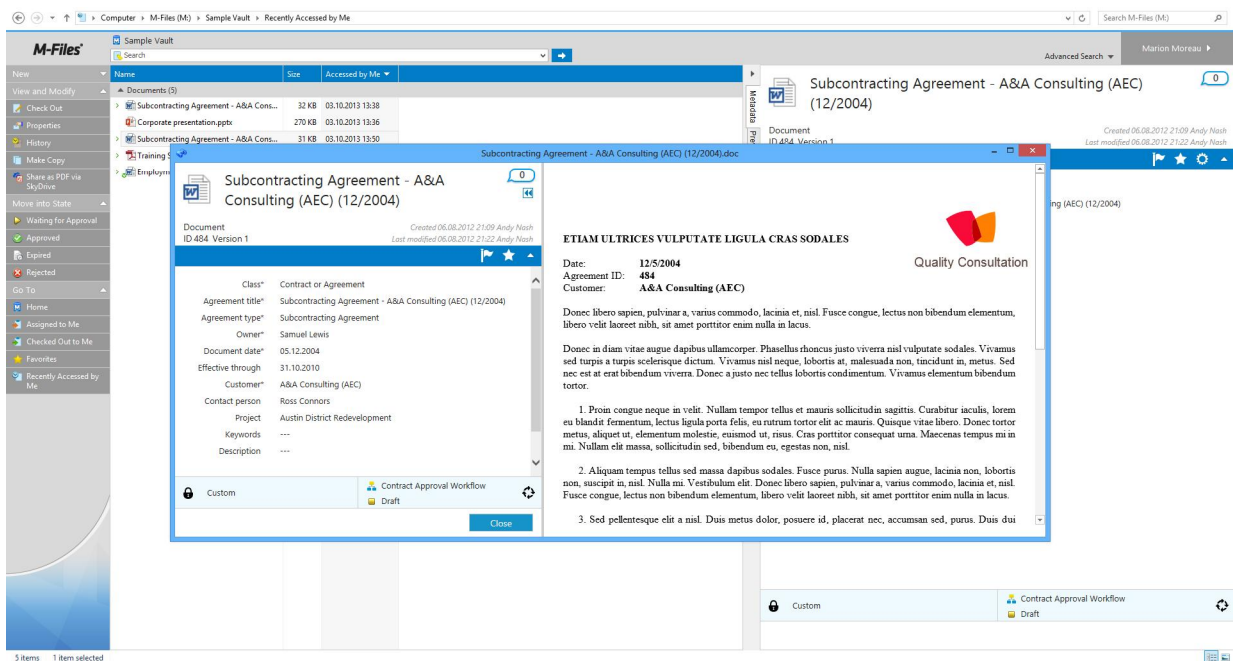 Computer › M-Files (M:) › Sample Vault › Recently Accessed by Me
Search M-Files (M:)
M-Files
Sample Vault
Search
Advanced Search
Marion Moreau
New
View and Modify
Check Out
Properties
History
Make Copy
Share as PDF via
SkyDrive
Move into State
Waiting for Approval
Approved
Expired
Rejected
Go To
Home
Assigned to Me
Checked Out to Me
Favorites
Recently Accessed by
Me
Name Size Accessed by Me
Documents (5)
Subcontracting Agreement - A&A Cons... 32 KB 03.10.2013 13:38
Corporate presentation.pptx 270 KB 03.10.2013 13:36
Subcontracting Agreement - A&A Cons... 31 KB 03.10.2013 13:50
Training
Employm
Metadata
Pre
Subcontracting Agreement - A&A Consulting (AEC)
(12/2004)
0
Document
ID 484 Version 1
Created 06.08.2012 21:09 Andy Nash
Last modified 06.08.2012 21:22 Andy Nash
ing (AEC) (12/2004)
Custom
Contract Approval Workflow
Draft
Subcontracting Agreement - A&A Consulting (AEC) (12/2004).doc
Subcontracting Agreement - A&A
Consulting (AEC) (12/2004)
0
Document
ID 484 Version 1
Created 06.08.2012 21:09 Andy Nash
Last modified 06.08.2012 21:22 Andy Nash
Class* Contract or Agreement
Agreement title* Subcontracting Agreement - A&A Consulting (AEC) (12/2004)
Agreement type* Subcontracting Agreement
Owner* Samuel Lewis
Document date* 05.12.2004
Effective through 31.10.2010
Customer* A&A Consulting (AEC)
Contact person Ross Connors
Project Austin District Redevelopment
Keywords ---
Description ---
Custom
Contract Approval Workflow
Draft
Close
Quality Consultation
ETIAM ULTRICES VULPUTATE LIGULA CRAS SODALES
Date: 12/5/2004
Agreement ID: 484
Customer: A&A Consulting (AEC)
Donec libero sapien, pulvinar a, varius commodo, lacinia et, nisl. Fusce congue, lectus non bibendum elementum,
libero velit laoreet nibh, sit amet porttitor enim nulla in lacus.
Donec in diam vitae augue dapibus ullamcorper. Phasellus rhoncus justo viverra nisl vulputate sodales. Vivamus
sed turpis a turpis scelerisque dictum. Vivamus nisl neque, lobortis at, malesuada non, tincidunt in, metus. Sed
nec est at erat bibendum viverra. Donec a justo nec tellus lobortis condimentum. Vivamus elementum bibendum
tortor.
1. Proin congue neque in velit. Nullam tempor tellus et mauris sollicitudin sagittis. Curabitur iaculis, lorem
eu blandit fermentum, lectus ligula porta felis, eu rutrum tortor elit ac mauris. Quisque vitae libero. Donec tortor
metus, aliquet ut, elementum molestie, euismod ut, risus. Cras porttitor consequat urna. Maecenas tempus mi in
mi. Nullam elit massa, sollicitudin sed, bibendum eu, egestas non, nisl.
2. Aliquam tempus tellus sed massa dapibus sodales. Fusce purus. Nulla sapien augue, lacinia non, lobortis
non, suscipit in, nisl. Nulla mi. Vestibulum elit. Donec libero sapien, pulvinar a, varius commodo, lacinia et, nisl.
Fusce congue, lectus non bibendum elementum, libero velit laoreet nibh, sit amet porttitor enim nulla in lacus.
3. Sed pellentesque elit a nisl. Duis metus dolor, posuere id, placerat nec, accumsan sed, purus. Duis dui
5 items 1 item selected